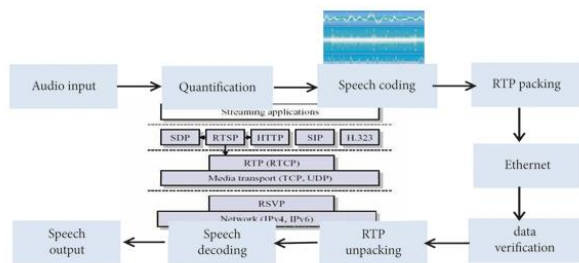 Audio input
Quantification
Speech coding
RTP packing
Streaming applications
SDP
RTSP
HTTP
SIP
H.323
RTP (RTCP)
Media transport (TCP, UDP)
Ethernet
RSVP
Network (IPv4, IPv6)
Speech
output
Speech
decoding
RTP
unpacking
data
verification